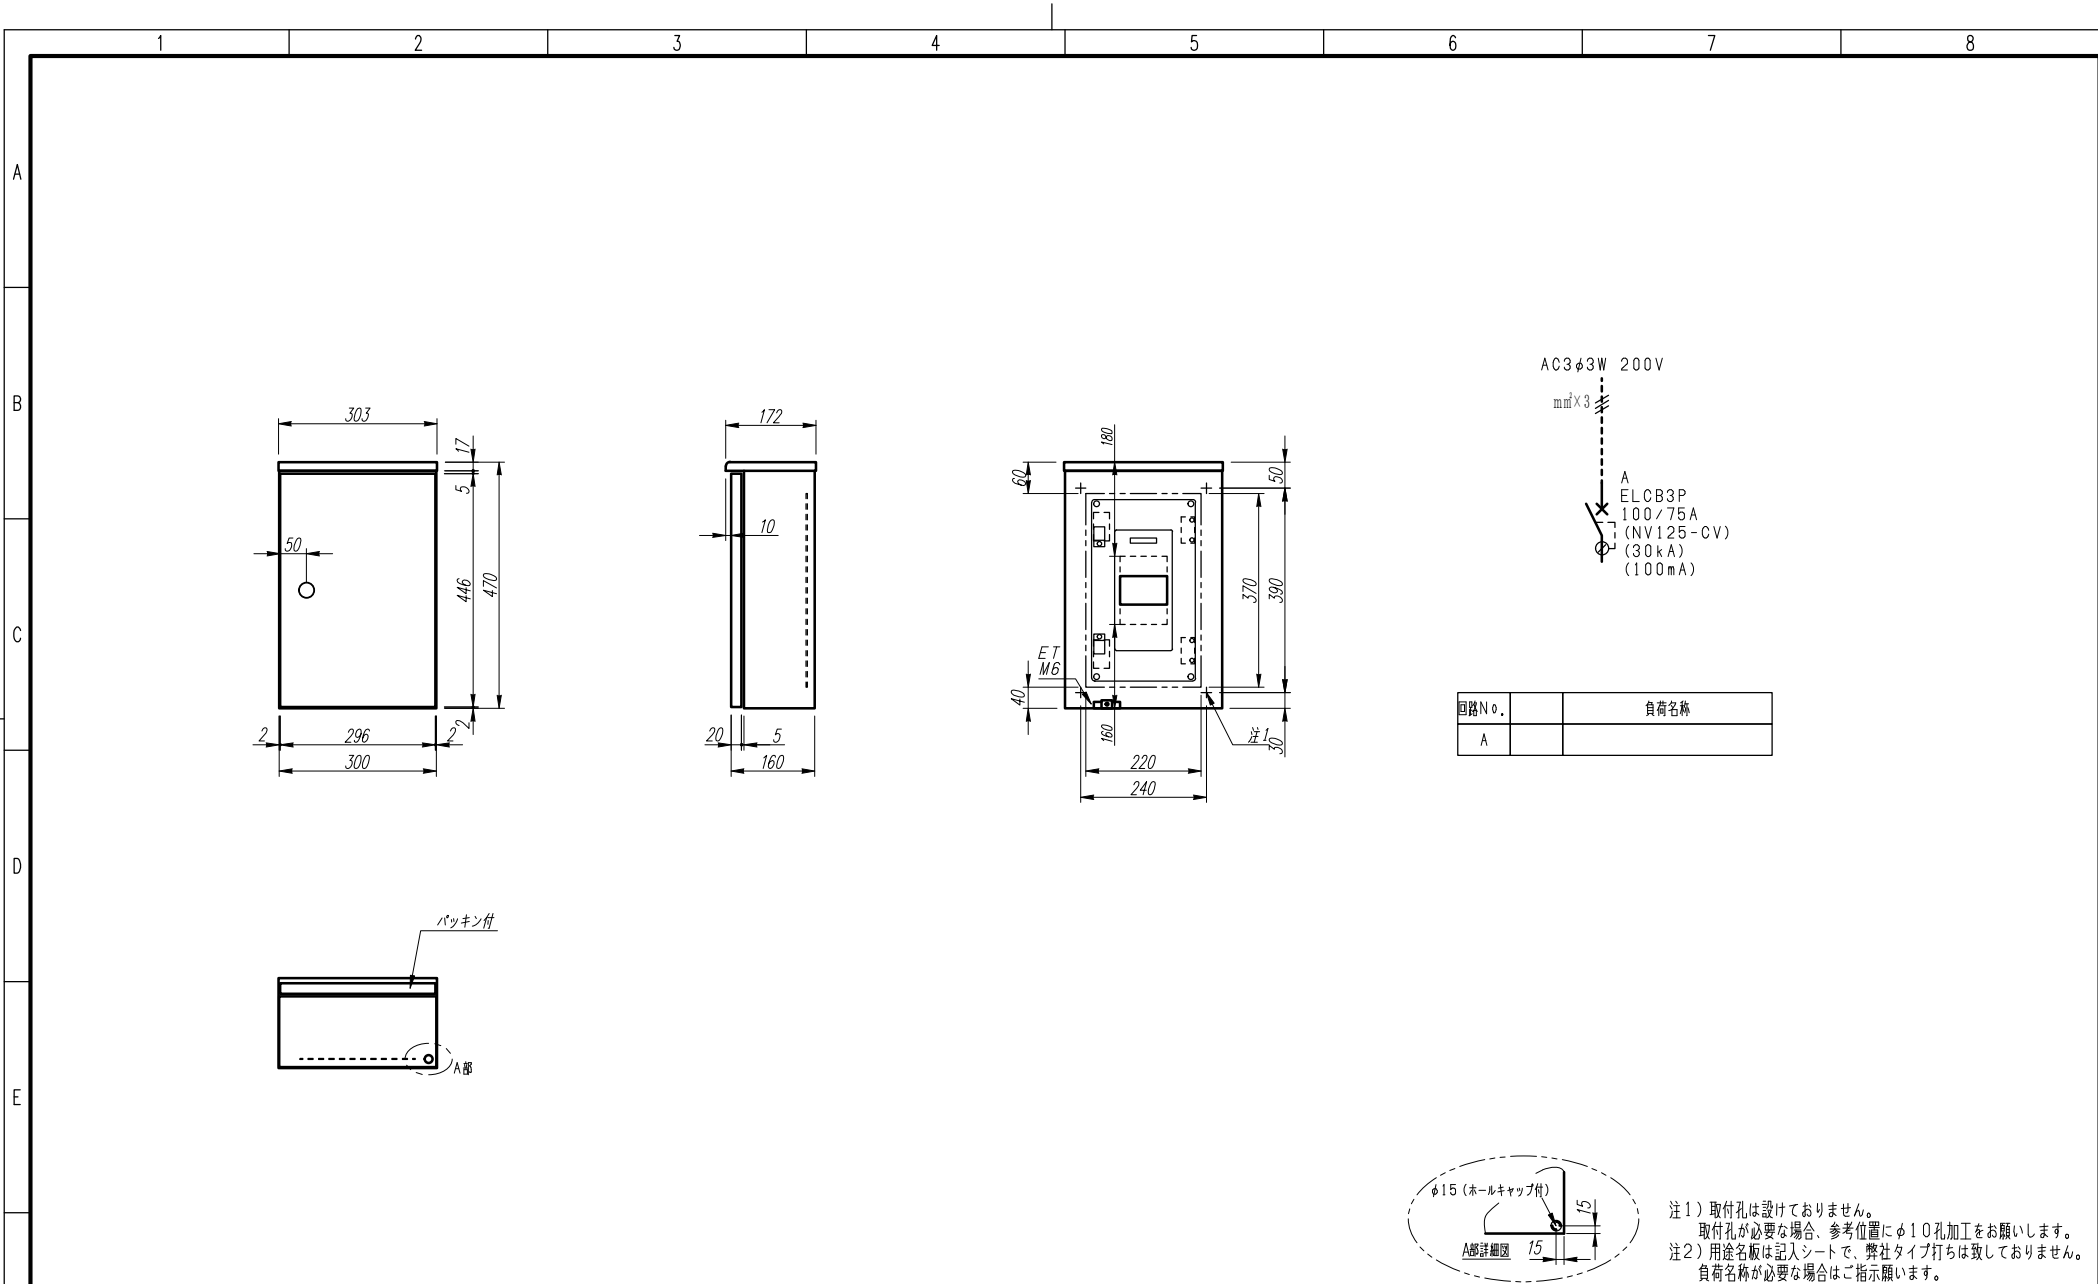 1 2 3 4 5 6 7 8
A
B
C
D
E
303
17
5
50
446
470
2
296
2
2
300
172
10
20
5
160
180
60
50
370
390
ET
M6
40
160
注1
30
220
240
AC3φ3W 200V
mm²×3
A
ELCB3P
100/75A
(NV125-CV)
(30kA)
(100mA)
回路No. 負荷名称
A
パッキン付
A部
φ15(ホールキャップ付)
15
15
A部詳細図
注1)取付孔は設けておりません。
取付孔が必要な場合、参考位置にφ10孔加工をお願いします。
注2)用途名板は記入シートで、弊社タイプ打ちは致しておりません。
負荷名称が必要な場合はご指示願います。